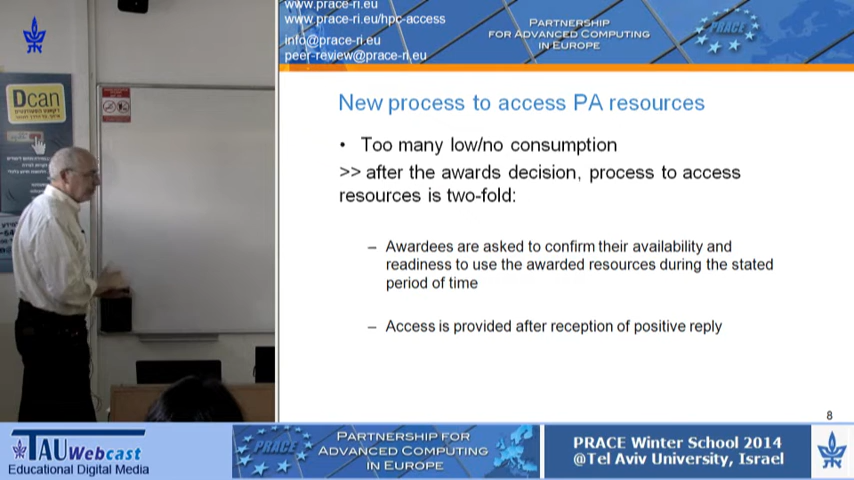 www.prace-ri.eu
www.prace-ri.eu/hpc-access
info@prace-ri.eu
peer-review@prace-ri.eu
PARTNERSHIP
FOR ADVANCED COMPUTING
IN EUROPE
PRACE
Dcan
New process to access PA resources
• Too many low/no consumption
>> after the awards decision, process to access
resources is two-fold:
– Awardees are asked to confirm their availability and
readiness to use the awarded resources during the stated
period of time
– Access is provided after reception of positive reply
8
TAU Webcast
Educational Digital Media
PRACE
PARTNERSHIP FOR
ADVANCED COMPUTING
IN EUROPE
PRACE Winter School 2014
@Tel Aviv University, Israel